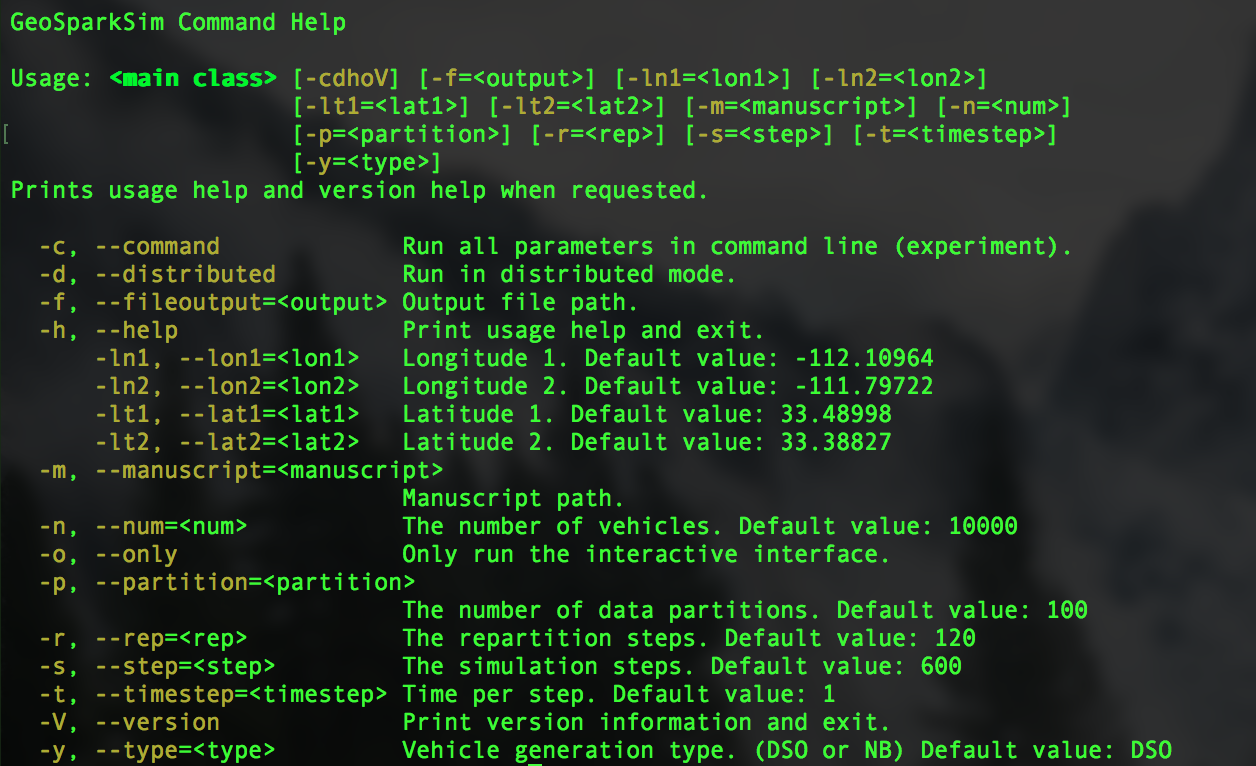 GeoSparkSim Command Help
Usage: <main class> [-cdhoV] [-f=<output>] [-ln1=<lon1>] [-ln2=<lon2>]
[-lt1=<lat1>] [-lt2=<lat2>] [-m=<manuscript>] [-n=<num>]
[ [-p=<partition>] [-r=<rep>] [-s=<step>] [-t=<timestep>]
[-y=<type>]
Prints usage help and version help when requested.
-c, --command Run all parameters in command line (experiment).
-d, --distributed Run in distributed mode.
-f, --fileoutput=<output> Output file path.
-h, --help Print usage help and exit.
-ln1, --lon1=<lon1> Longitude 1. Default value: -112.10964
-ln2, --lon2=<lon2> Longitude 2. Default value: -111.79722
-lt1, --lat1=<lat1> Latitude 1. Default value: 33.48998
-lt2, --lat2=<lat2> Latitude 2. Default value: 33.38827
-m, --manuscript=<manuscript>
Manuscript path.
-n, --num=<num> The number of vehicles. Default value: 10000
-o, --only Only run the interactive interface.
-p, --partition=<partition>
The number of data partitions. Default value: 100
-r, --rep=<rep> The repartition steps. Default value: 120
-s, --step=<step> The simulation steps. Default value: 600
-t, --timestep=<timestep> Time per step. Default value: 1
-V, --version Print version information and exit.
-y, --type=<type> Vehicle generation type. (DSO or NB) Default value: DSO